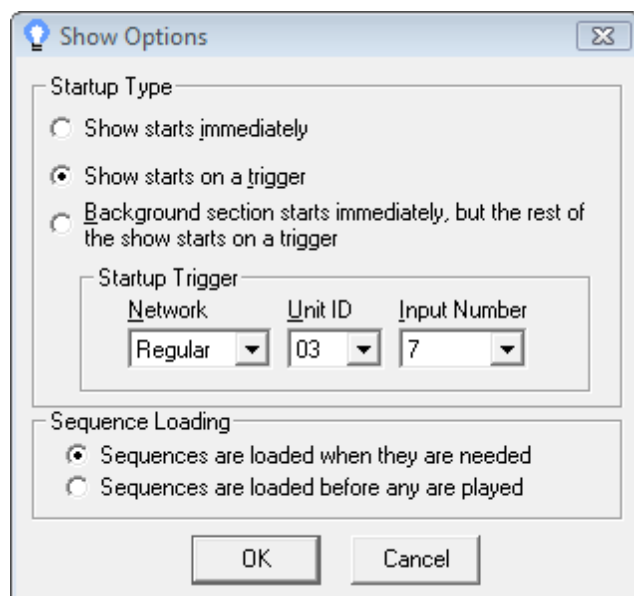 Show Options
Startup Type
Show starts immediately
Show starts on a trigger
Background section starts immediately, but the rest of
the show starts on a trigger
Startup Trigger
Network Unit ID Input Number
Regular 03 7
Sequence Loading
Sequences are loaded when they are needed
Sequences are loaded before any are played
OK Cancel